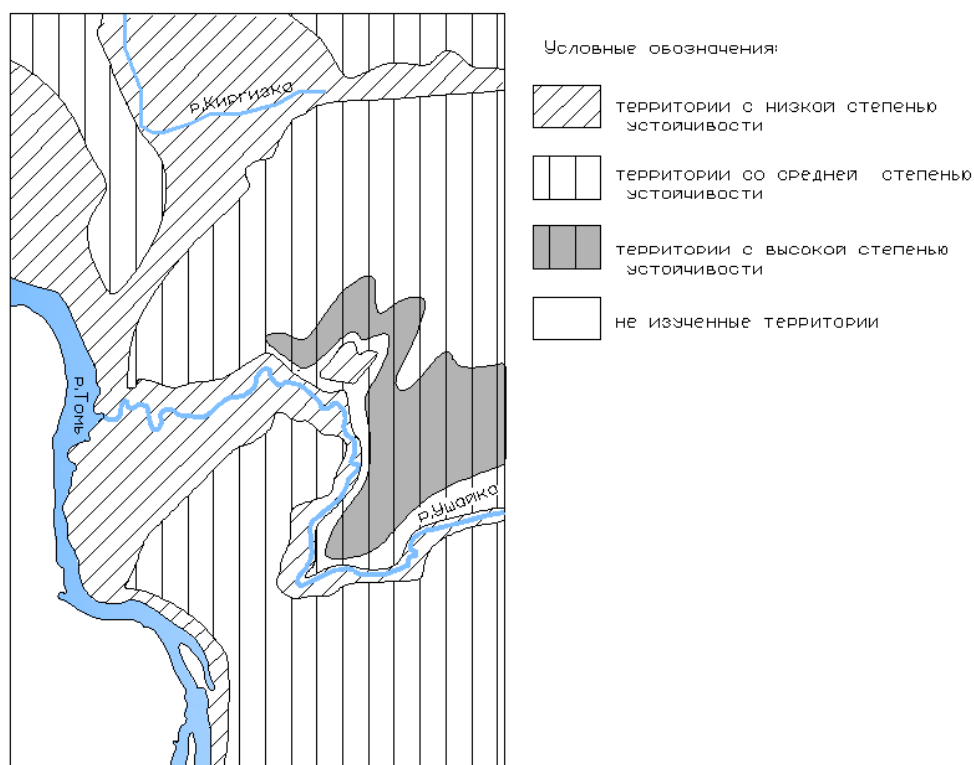 Условные обозначения:
р.Киргизка
территории с низкой степенью
устойчивости
территории со средней степенью
устойчивости
территории с высокой степенью
устойчивости
не изученные территории
р.Томь
р.Ушайка